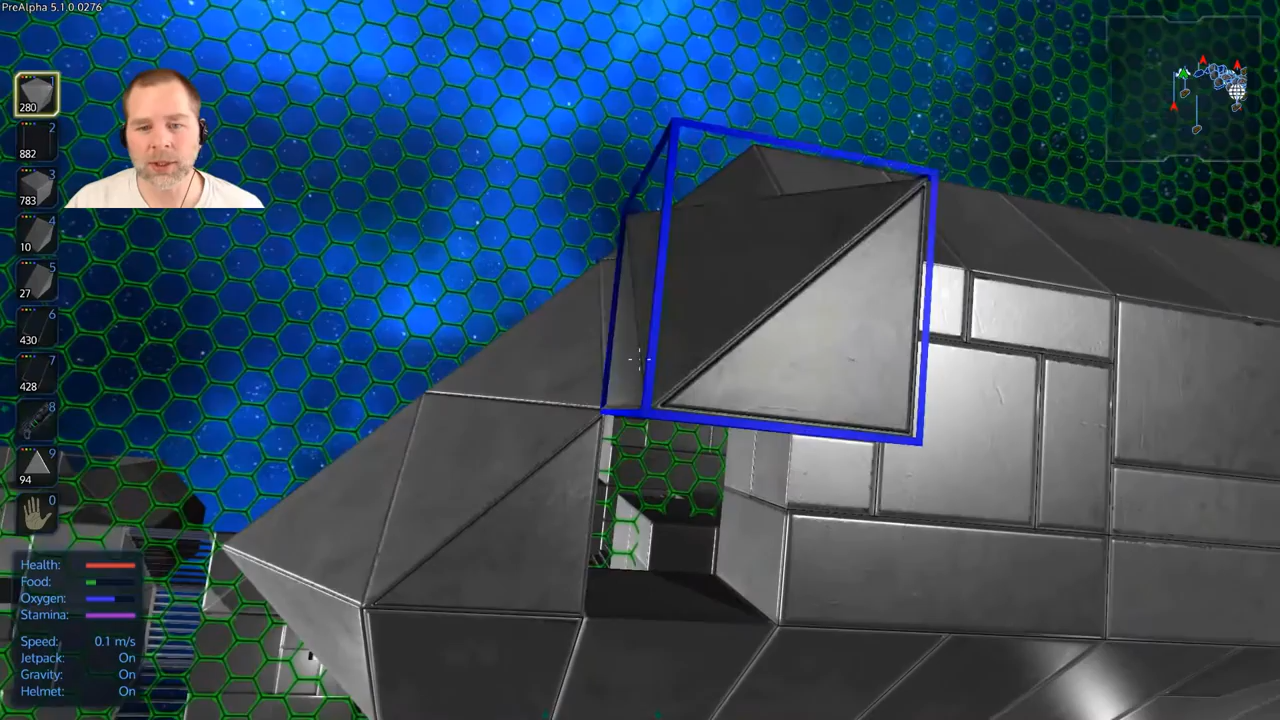 PreAlpha 5.1.0.0276
280
2
882
3
783
4
10
5
27
6
430
7
428
8
9
94
0
Health:
Food:
Oxygen:
Stamina:
Speed: 0.1 m/s
Jetpack: On
Gravity: On
Helmet: On